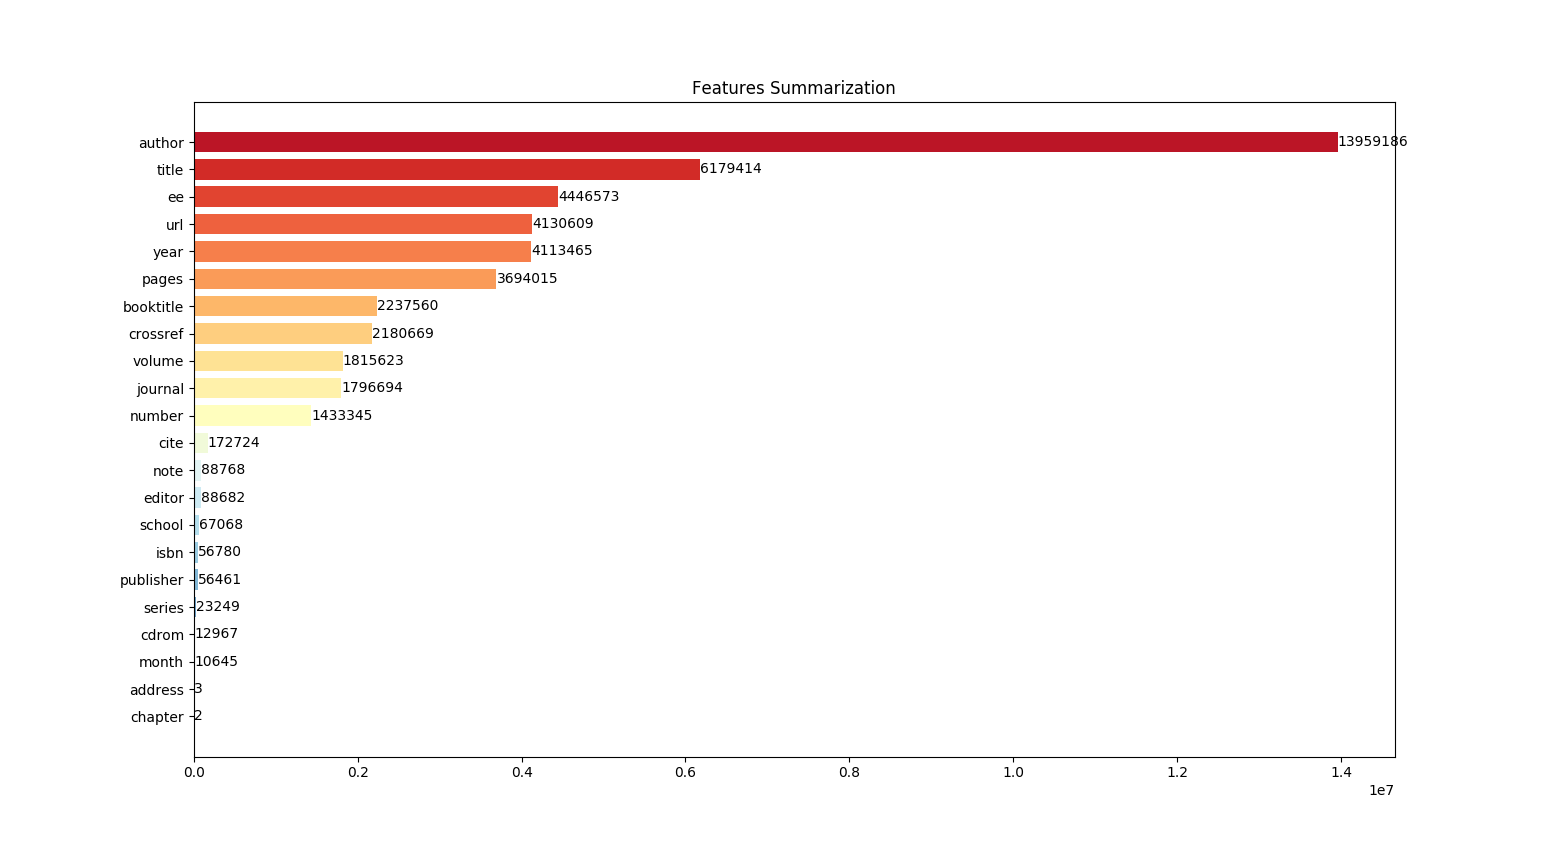 Features Summarization
author 13959186
title 6179414
ee 4446573
url 4130609
year 4113465
pages 3694015
booktitle 2237560
crossref 2180669
volume 1815623
journal 1796694
number 1433345
cite 172724
note 88768
editor 88682
school 67068
isbn 56780
publisher 56461
series 23249
cdrom 12967
month 10645
address 3
chapter 2
0.0 0.2 0.4 0.6 0.8 1.0 1.2 1.4
1e7